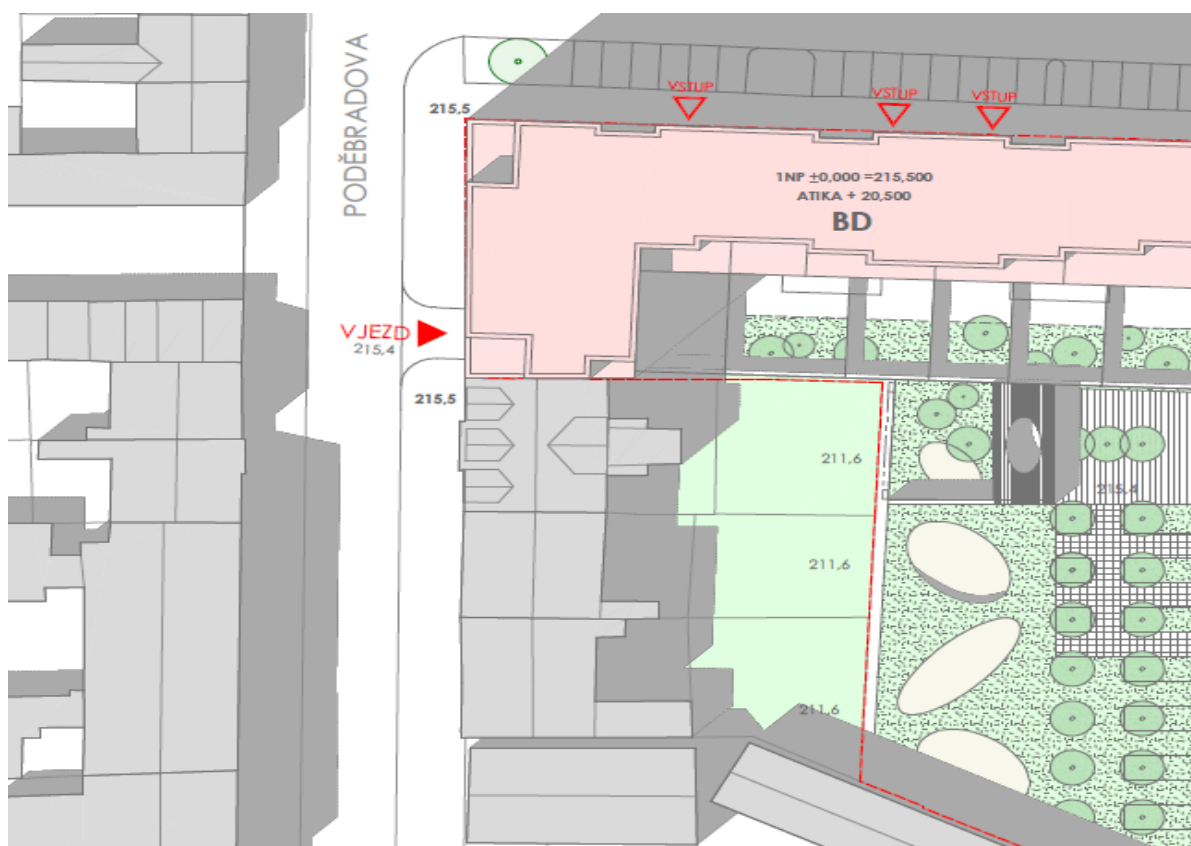 PODĚBRADOVA
215,5
VSTUP
VSTUP
VSTUP
1NP ±0,000 =215,500
ATIKA + 20,500
BD
VJEZD
215,4
215,5
211,6
215,4
211,6
211,6